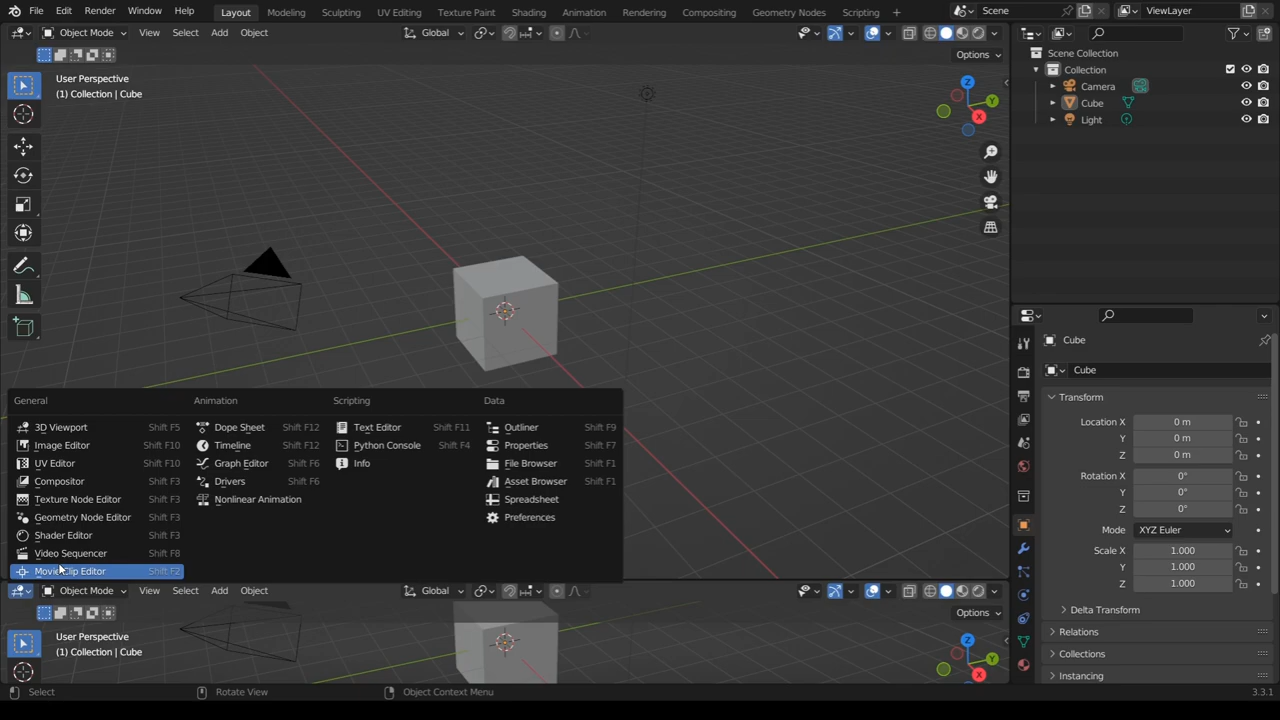 File Edit Render Window Help Layout Modeling Sculpting UV Editing Texture Paint Shading Animation Rendering Compositing Geometry Nodes Scripting + Scene ViewLayer
Object Mode View Select Add Object Global
Options
User Perspective
(1) Collection | Cube
Z
Y
X
Scene Collection
Collection
Camera
Cube
Light
General
3D Viewport Shift F5
Image Editor Shift F10
UV Editor Shift F10
Compositor Shift F3
Texture Node Editor Shift F3
Geometry Node Editor Shift F3
Shader Editor Shift F3
Video Sequencer Shift F8
Movie Clip Editor Shift F2
Animation
Dope Sheet Shift F12
Timeline Shift F12
Graph Editor Shift F6
Drivers Shift F6
Nonlinear Animation
Scripting
Text Editor Shift F11
Python Console Shift F4
Info
Data
Outliner Shift F9
Properties Shift F7
File Browser Shift F1
Asset Browser Shift F1
Spreadsheet
Preferences
Cube
Cube
Transform
Location X 0 m
Y 0 m
Z 0 m
Rotation X 0°
Y 0°
Z 0°
Mode XYZ Euler
Scale X 1.000
Y 1.000
Z 1.000
Delta Transform
Relations
Collections
Instancing
Object Mode View Select Add Object Global
Options
User Perspective
(1) Collection | Cube
Z
Y
X
Select Rotate View Object Context Menu 3.3.1